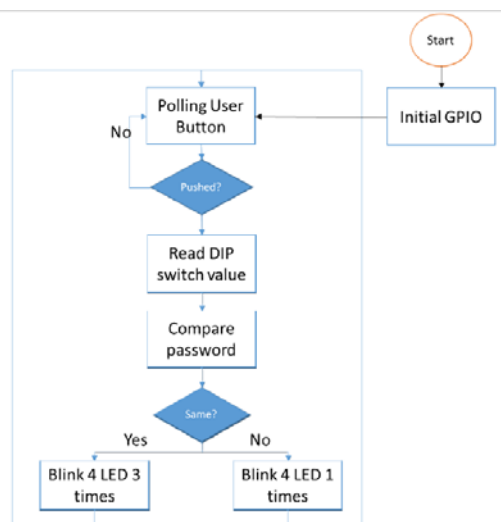 Start
Initial GPIO
Polling User
Button
No
Pushed?
Read DIP
switch value
Compare
password
Same?
Yes
No
Blink 4 LED 3
times
Blink 4 LED 1
times